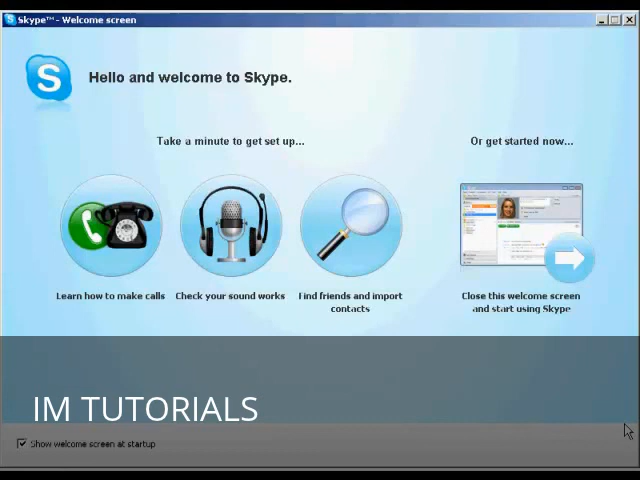 Skype™ - Welcome screen
S
Hello and welcome to Skype.
Take a minute to get set up...
Or get started now...
Learn how to make calls
Check your sound works
Find friends and import
contacts
Close this welcome screen
and start using Skype
IM TUTORIALS
Show welcome screen at startup